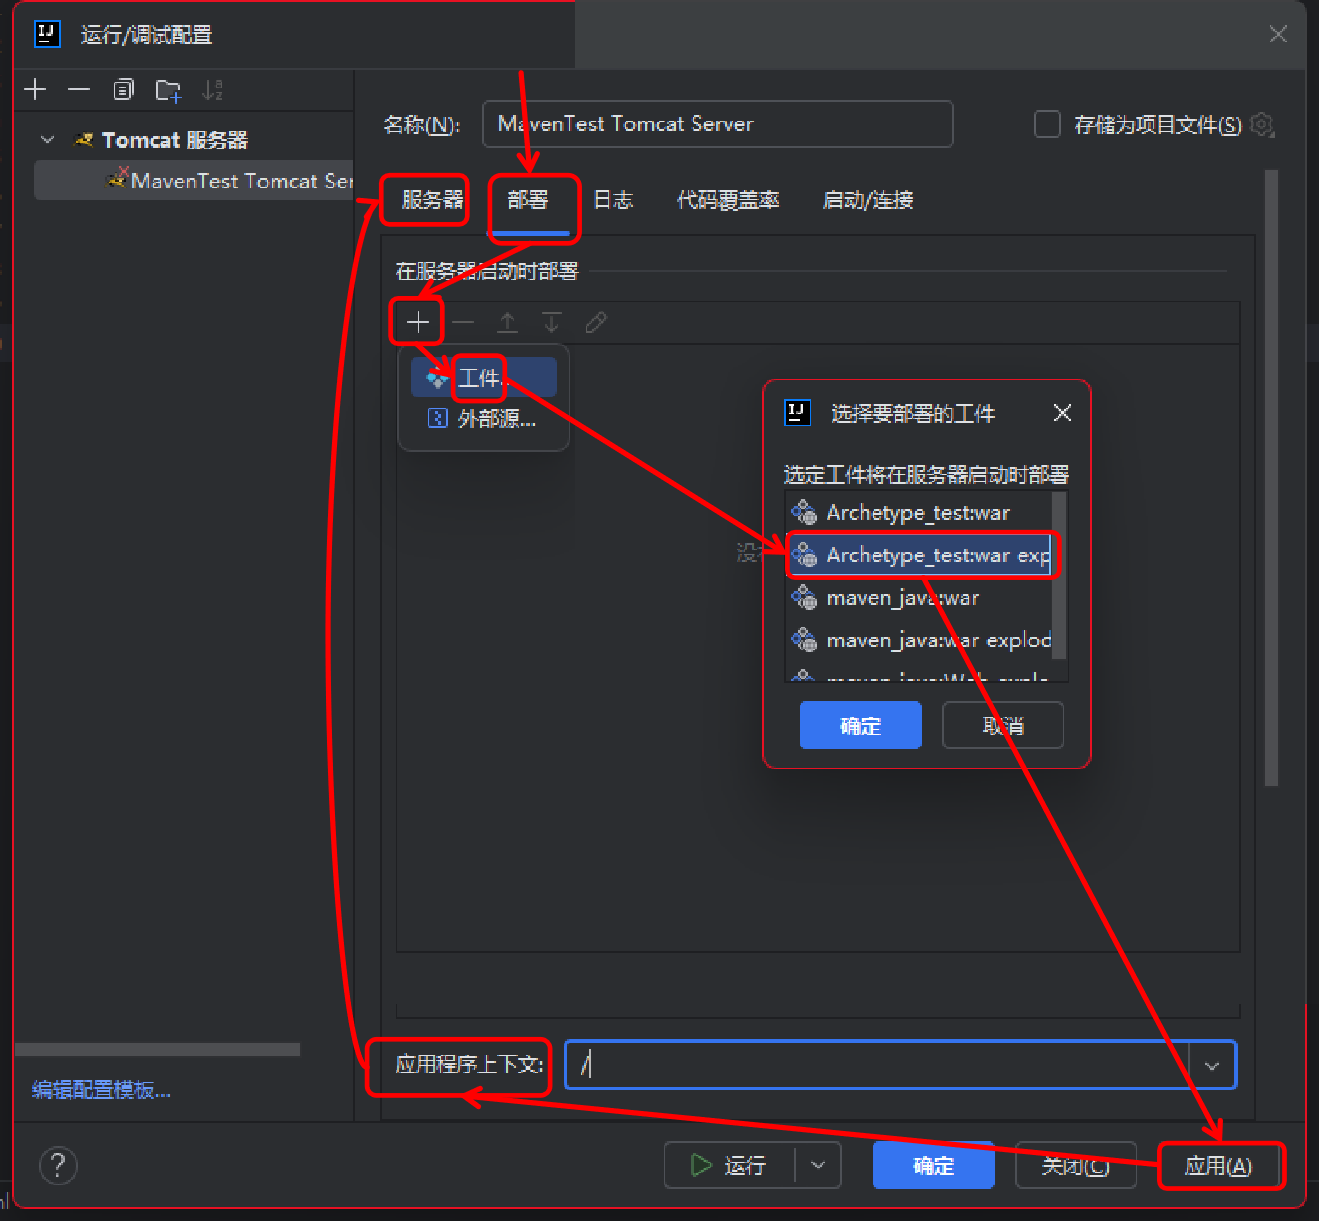 运行/调试配置
名称(N):
MavenTest Tomcat Server
存储为项目文件(S)
Tomcat 服务器
MavenTest Tomcat Ser
服务器
部署
日志
代码覆盖率
启动/连接
在服务器启动时部署
工件...
外部源...
选择要部署的工件
选定工件将在服务器启动时部署
Archetype_test:war
Archetype_test:war exp
maven_java:war
maven_java:war explod
maven_java:Web explo
没
确定
取消
应用程序上下文:
/
编辑配置模板...
?
运行
确定
关闭(C)
应用(A)